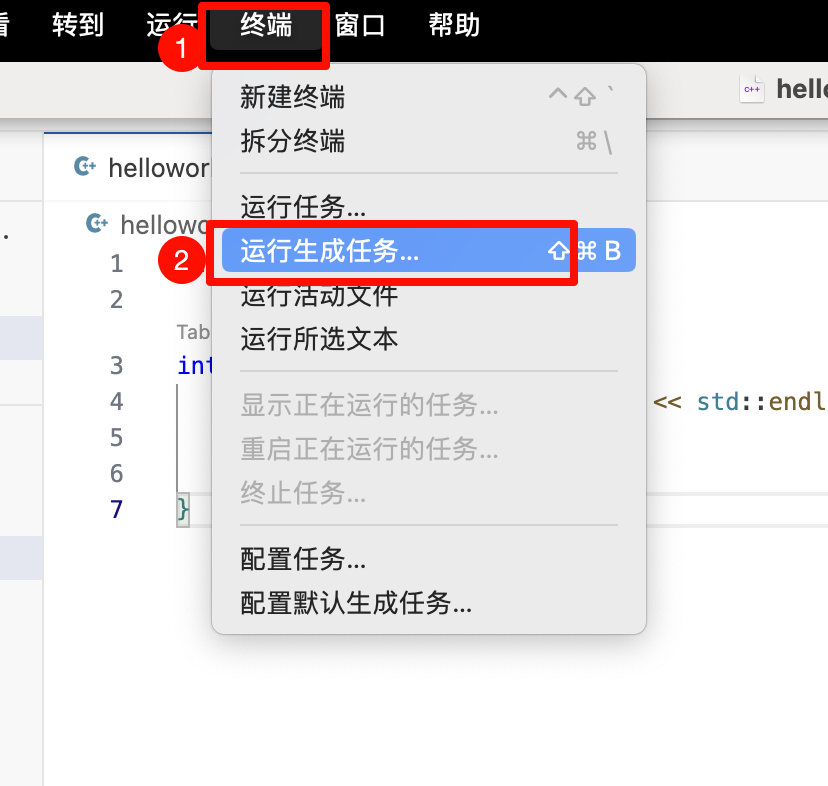 看 转到 运行 终端 窗口 帮助
1
新建终端 ^⇧`
拆分终端 ⌘\
运行任务...
2
运行生成任务... ⇧⌘B
运行活动文件
运行所选文本
显示正在运行的任务...
重启正在运行的任务...
终止任务...
配置任务...
配置默认生成任务...
C++ hello
C++ hellowor
C++ hellowo
1
2
Tab
3 int
4 << std::endl
5
6
7 }